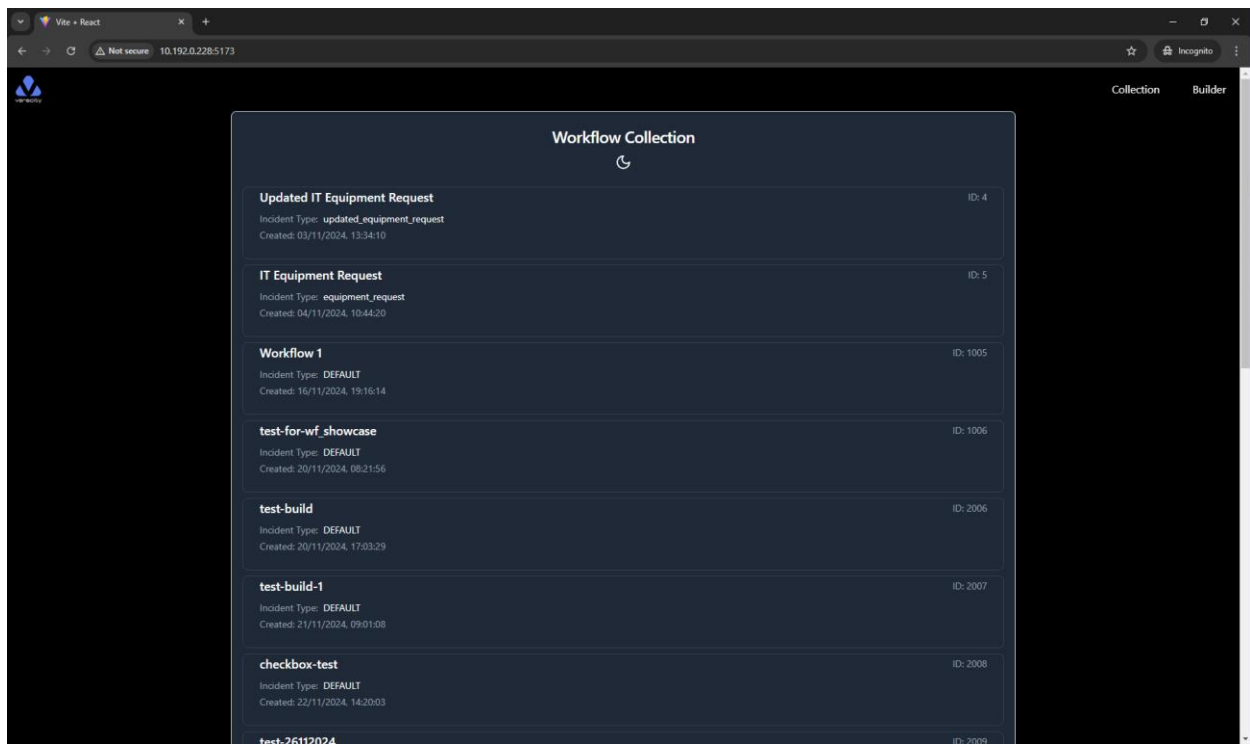 Vite + React
Not secure
10.192.0.228:5173
Incognito
veracity
Collection
Builder
Workflow Collection
Updated IT Equipment Request
ID: 4
Incident Type: updated_equipment_request
Created: 03/11/2024, 13:34:10
IT Equipment Request
ID: 5
Incident Type: equipment_request
Created: 04/11/2024, 10:44:20
Workflow 1
ID: 1005
Incident Type: DEFAULT
Created: 16/11/2024, 19:16:14
test-for-wf_showcase
ID: 1006
Incident Type: DEFAULT
Created: 20/11/2024, 08:21:56
test-build
ID: 2006
Incident Type: DEFAULT
Created: 20/11/2024, 17:03:29
test-build-1
ID: 2007
Incident Type: DEFAULT
Created: 21/11/2024, 09:01:08
checkbox-test
ID: 2008
Incident Type: DEFAULT
Created: 22/11/2024, 14:20:03
test-26112024
ID: 2009